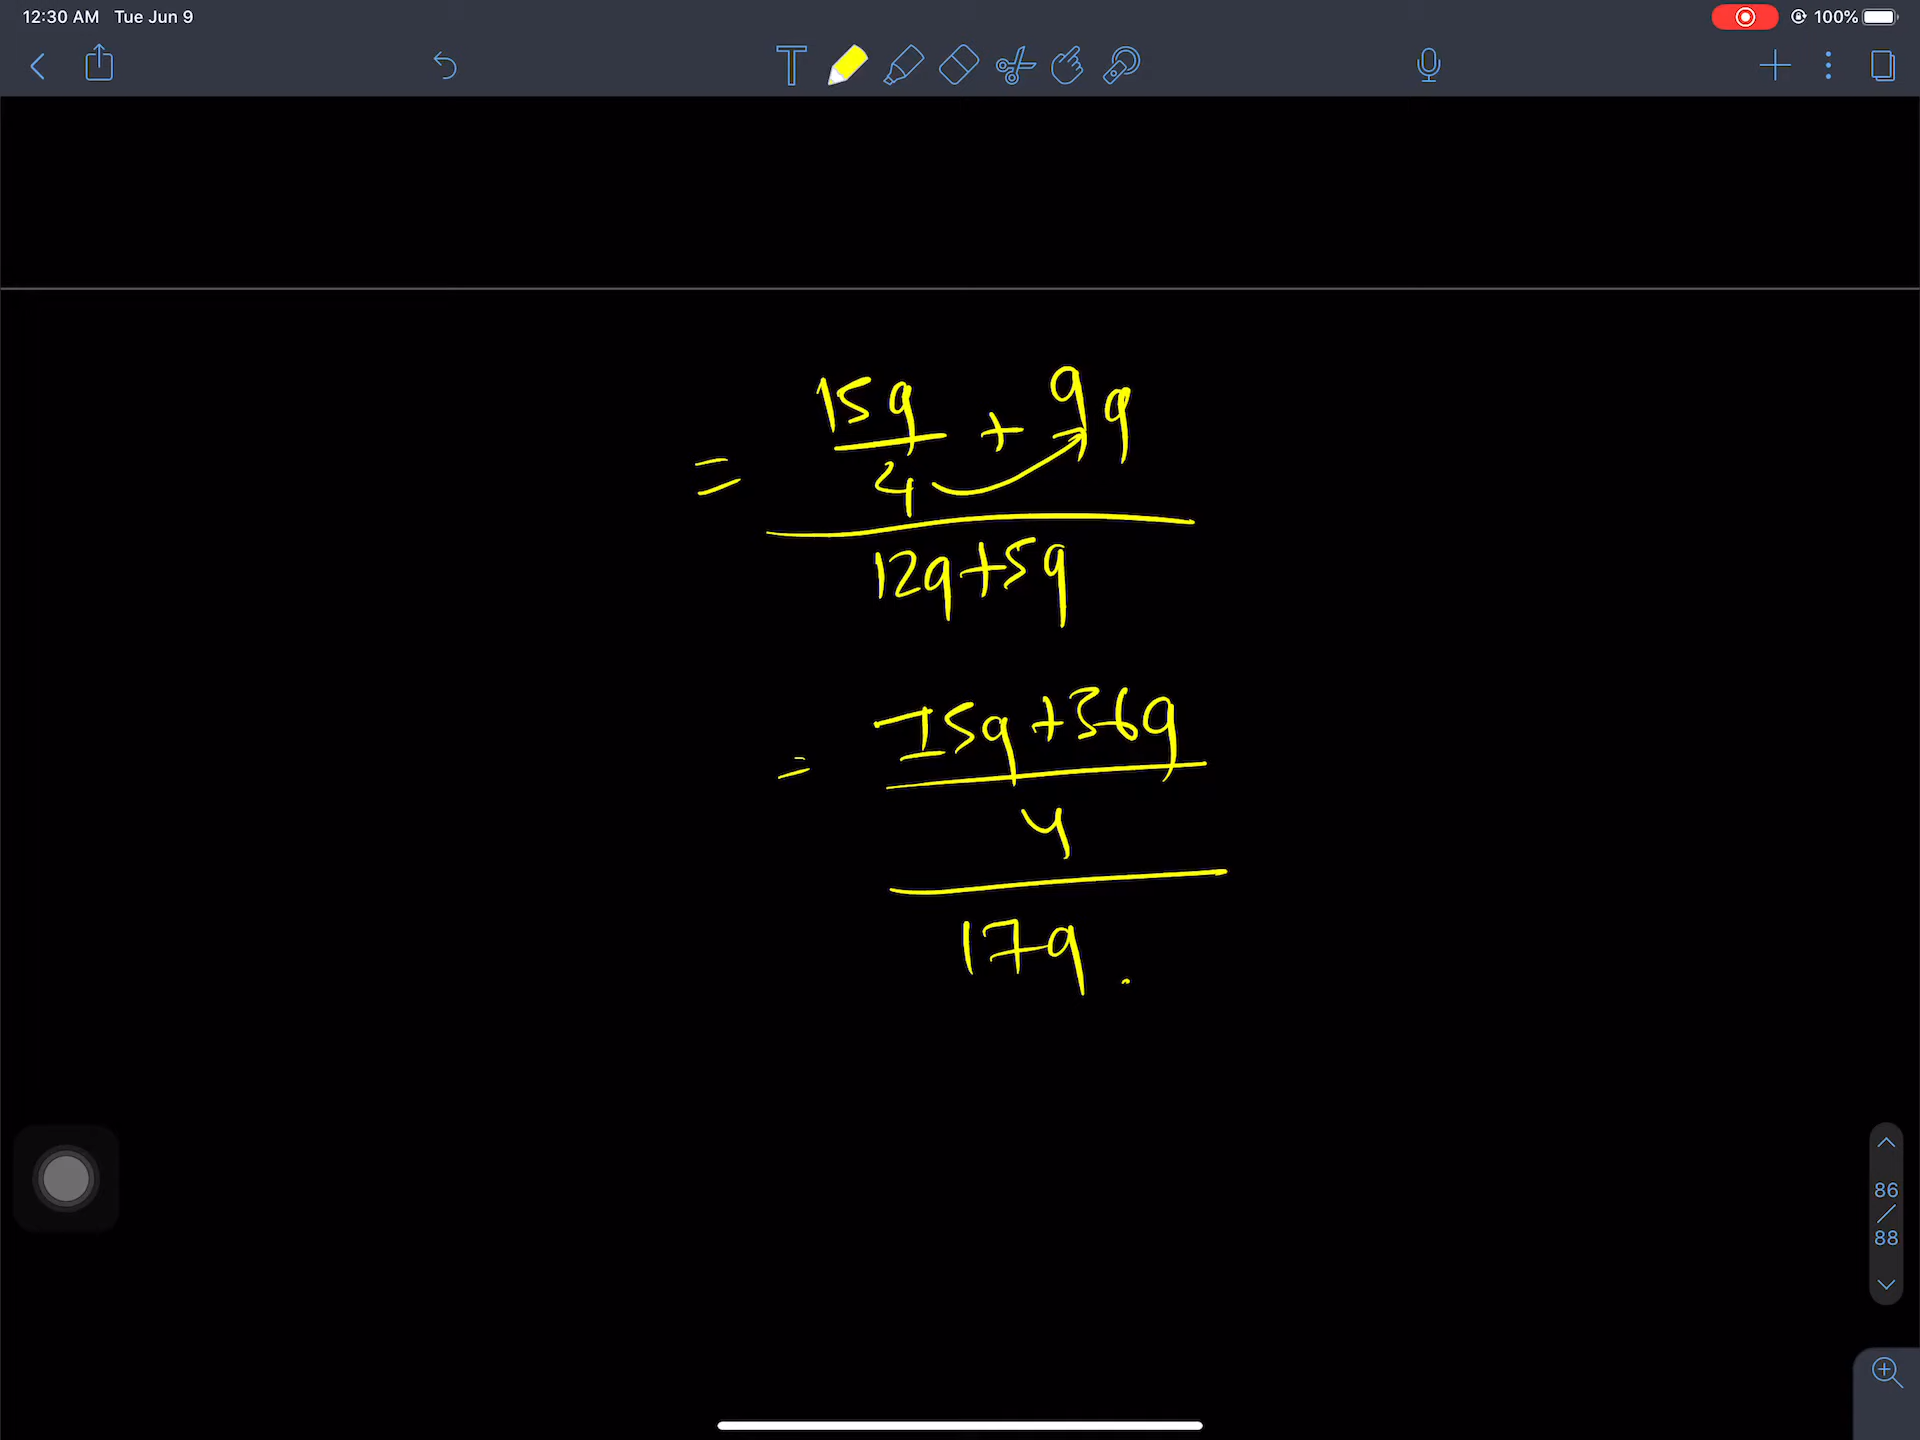 12:30 AM Tue Jun 9
100%
15q + 9q
4
=
12q+5q
15q+36q
=
4
17q.
86
/
88